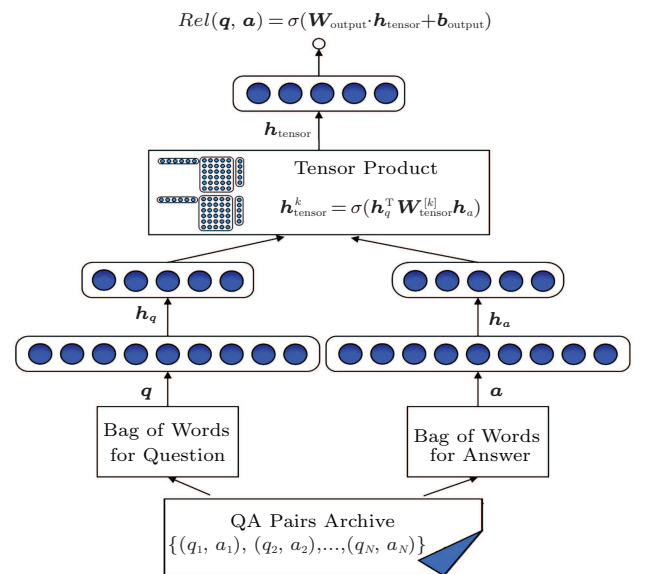 Rel(q, a) = σ(W_output·h_tensor+b_output)
h_tensor
Tensor Product
h^k_tensor = σ(h_q^T W^[k]_tensor h_a)
h_q
h_a
q
a
Bag of Words
for Question
Bag of Words
for Answer
QA Pairs Archive
{(q_1, a_1), (q_2, a_2),...,(q_N, a_N)}